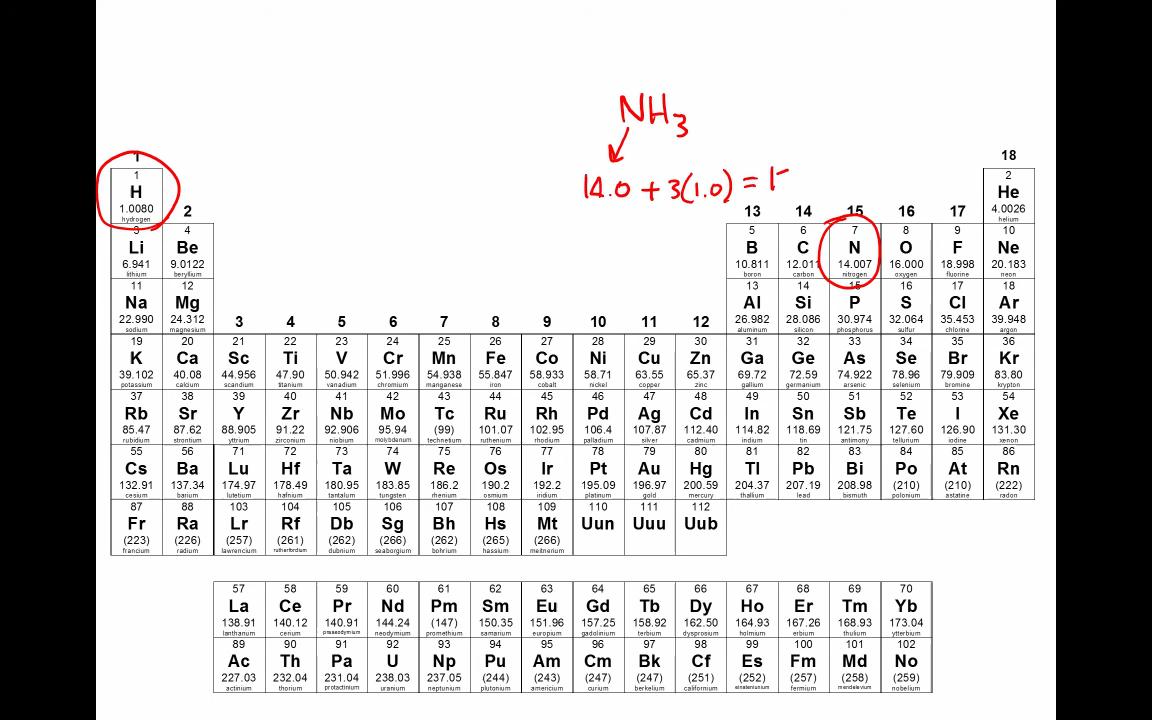 NH3
14.0 + 3(1.0) = 1
1 18
1 2
H He
1.0080 2 13 14 15 16 17 4.0026
hydrogen helium
3 4 5 6 7 8 9 10
Li Be B C N O F Ne
6.941 9.0122 10.811 12.011 14.007 16.000 18.998 20.183
lithium beryllium boron carbon nitrogen oxygen fluorine neon
11 12 13 14 15 16 17 18
Na Mg Al Si P S Cl Ar
22.990 24.312 3 4 5 6 7 8 9 10 11 12 26.982 28.086 30.974 32.064 35.453 39.948
sodium magnesium aluminum silicon phosphorus sulfur chlorine argon
19 20 21 22 23 24 25 26 27 28 29 30 31 32 33 34 35 36
K Ca Sc Ti V Cr Mn Fe Co Ni Cu Zn Ga Ge As Se Br Kr
39.102 40.08 44.956 47.90 50.942 51.996 54.938 55.847 58.933 58.71 63.55 65.37 69.72 72.59 74.922 78.96 79.909 83.80
potassium calcium scandium titanium vanadium chromium manganese iron cobalt nickel copper zinc gallium germanium arsenic selenium bromine krypton
37 38 39 40 41 42 43 44 45 46 47 48 49 50 51 52 53 54
Rb Sr Y Zr Nb Mo Tc Ru Rh Pd Ag Cd In Sn Sb Te I Xe
85.47 87.62 88.905 91.22 92.906 95.94 (99) 101.07 102.95 106.4 107.87 112.40 114.82 118.69 121.75 127.60 126.90 131.30
rubidium strontium yttrium zirconium niobium molybdenum technetium ruthenium rhodium palladium silver cadmium indium tin antimony tellurium iodine xenon
55 56 71 72 73 74 75 76 77 78 79 80 81 82 83 84 85 86
Cs Ba Lu Hf Ta W Re Os Ir Pt Au Hg Tl Pb Bi Po At Rn
132.91 137.34 174.97 178.49 180.95 183.85 186.2 190.2 192.2 195.09 196.97 200.59 204.37 207.19 208.98 (210) (210) (222)
cesium barium lutetium hafnium tantalum tungsten rhenium osmium iridium platinum gold mercury thallium lead bismuth polonium astatine radon
87 88 103 104 105 106 107 108 109 110 111 112
Fr Ra Lr Rf Db Sg Bh Hs Mt Uun Uuu Uub
(223) (226) (257) (261) (262) (266) (262) (265) (266)
francium radium lawrencium rutherfordium dubnium seaborgium bohrium hassium meitnerium
57 58 59 60 61 62 63 64 65 66 67 68 69 70
La Ce Pr Nd Pm Sm Eu Gd Tb Dy Ho Er Tm Yb
138.91 140.12 140.91 144.24 (147) 150.35 151.96 157.25 158.92 162.50 164.93 167.26 168.93 173.04
lanthanum cerium praseodymium neodymium promethium samarium europium gadolinium terbium dysprosium holmium erbium thulium ytterbium
89 90 91 92 93 94 95 96 97 98 99 100 101 102
Ac Th Pa U Np Pu Am Cm Bk Cf Es Fm Md No
227.03 232.04 231.04 238.03 237.05 (244) (243) (247) (247) (251) (252) (257) (258) (259)
actinium thorium protactinium uranium neptunium plutonium americium curium berkelium californium einsteinium fermium mendelevium nobelium